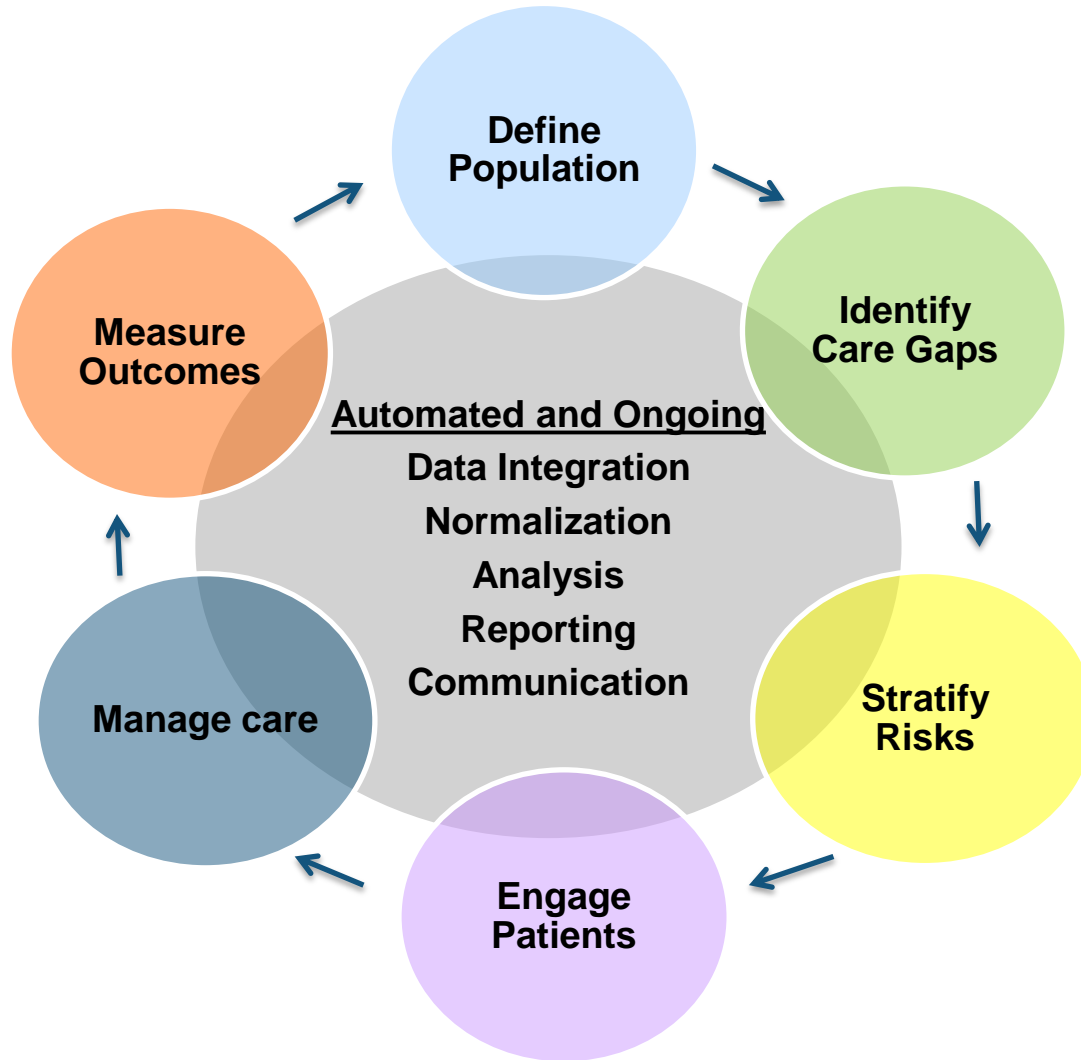 Define
Population
Identify
Care Gaps
Stratify
Risks
Engage
Patients
Manage care
Measure
Outcomes
Automated and Ongoing
Data Integration
Normalization
Analysis
Reporting
Communication